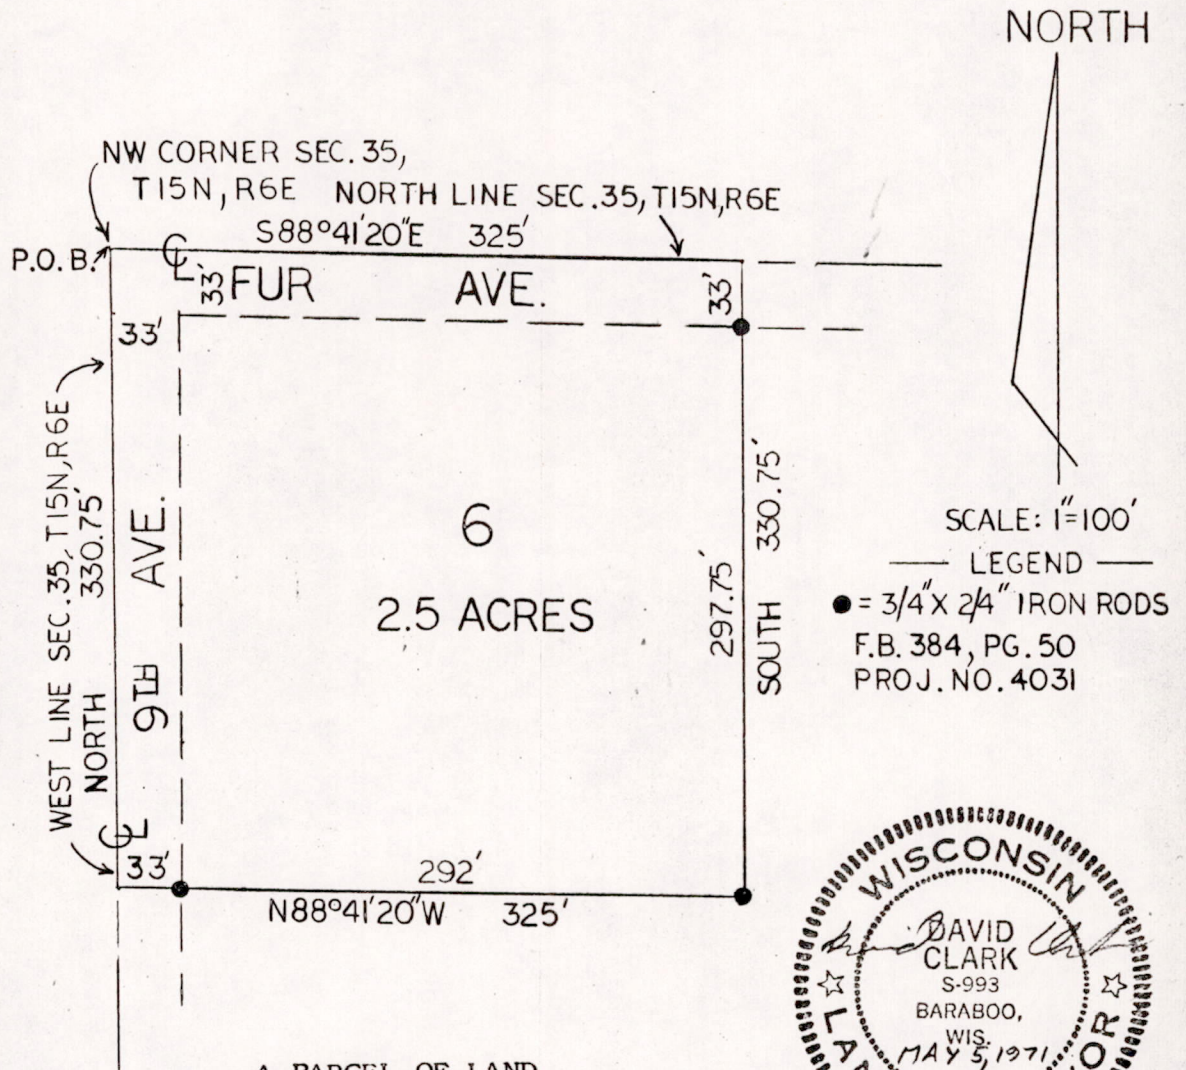 NORTH
NW CORNER SEC. 35,
T15N, R6E
NORTH LINE SEC. 35, T15N, R6E
S88°41'20"E 325'
P.O.B.
℄
33'
FUR AVE.
33'
33'
WEST LINE SEC. 35, T15N, R6E
NORTH 330.75'
9TH AVE.
6
2.5 ACRES
297.75'
SOUTH 330.75'
SCALE: 1"=100'
LEGEND
● = 3/4" X 24" IRON RODS
F.B. 384, PG. 50
PROJ. NO. 4031
℄
33'
292'
N88°41'20"W 325'
WISCONSIN
DAVID
CLARK
S-993
BARABOO,
WIS.
MAY 5, 1971
A PARCEL OF LAND